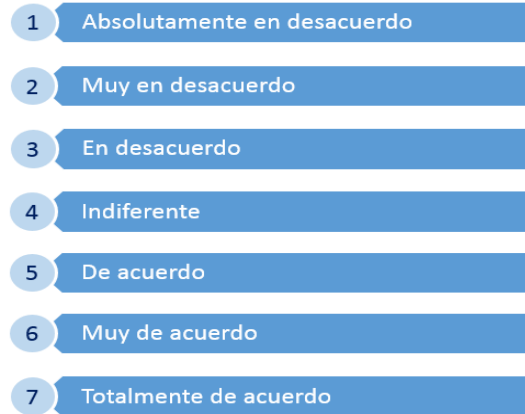 1 Absolutamente en desacuerdo
2 Muy en desacuerdo
3 En desacuerdo
4 Indiferente
5 De acuerdo
6 Muy de acuerdo
7 Totalmente de acuerdo